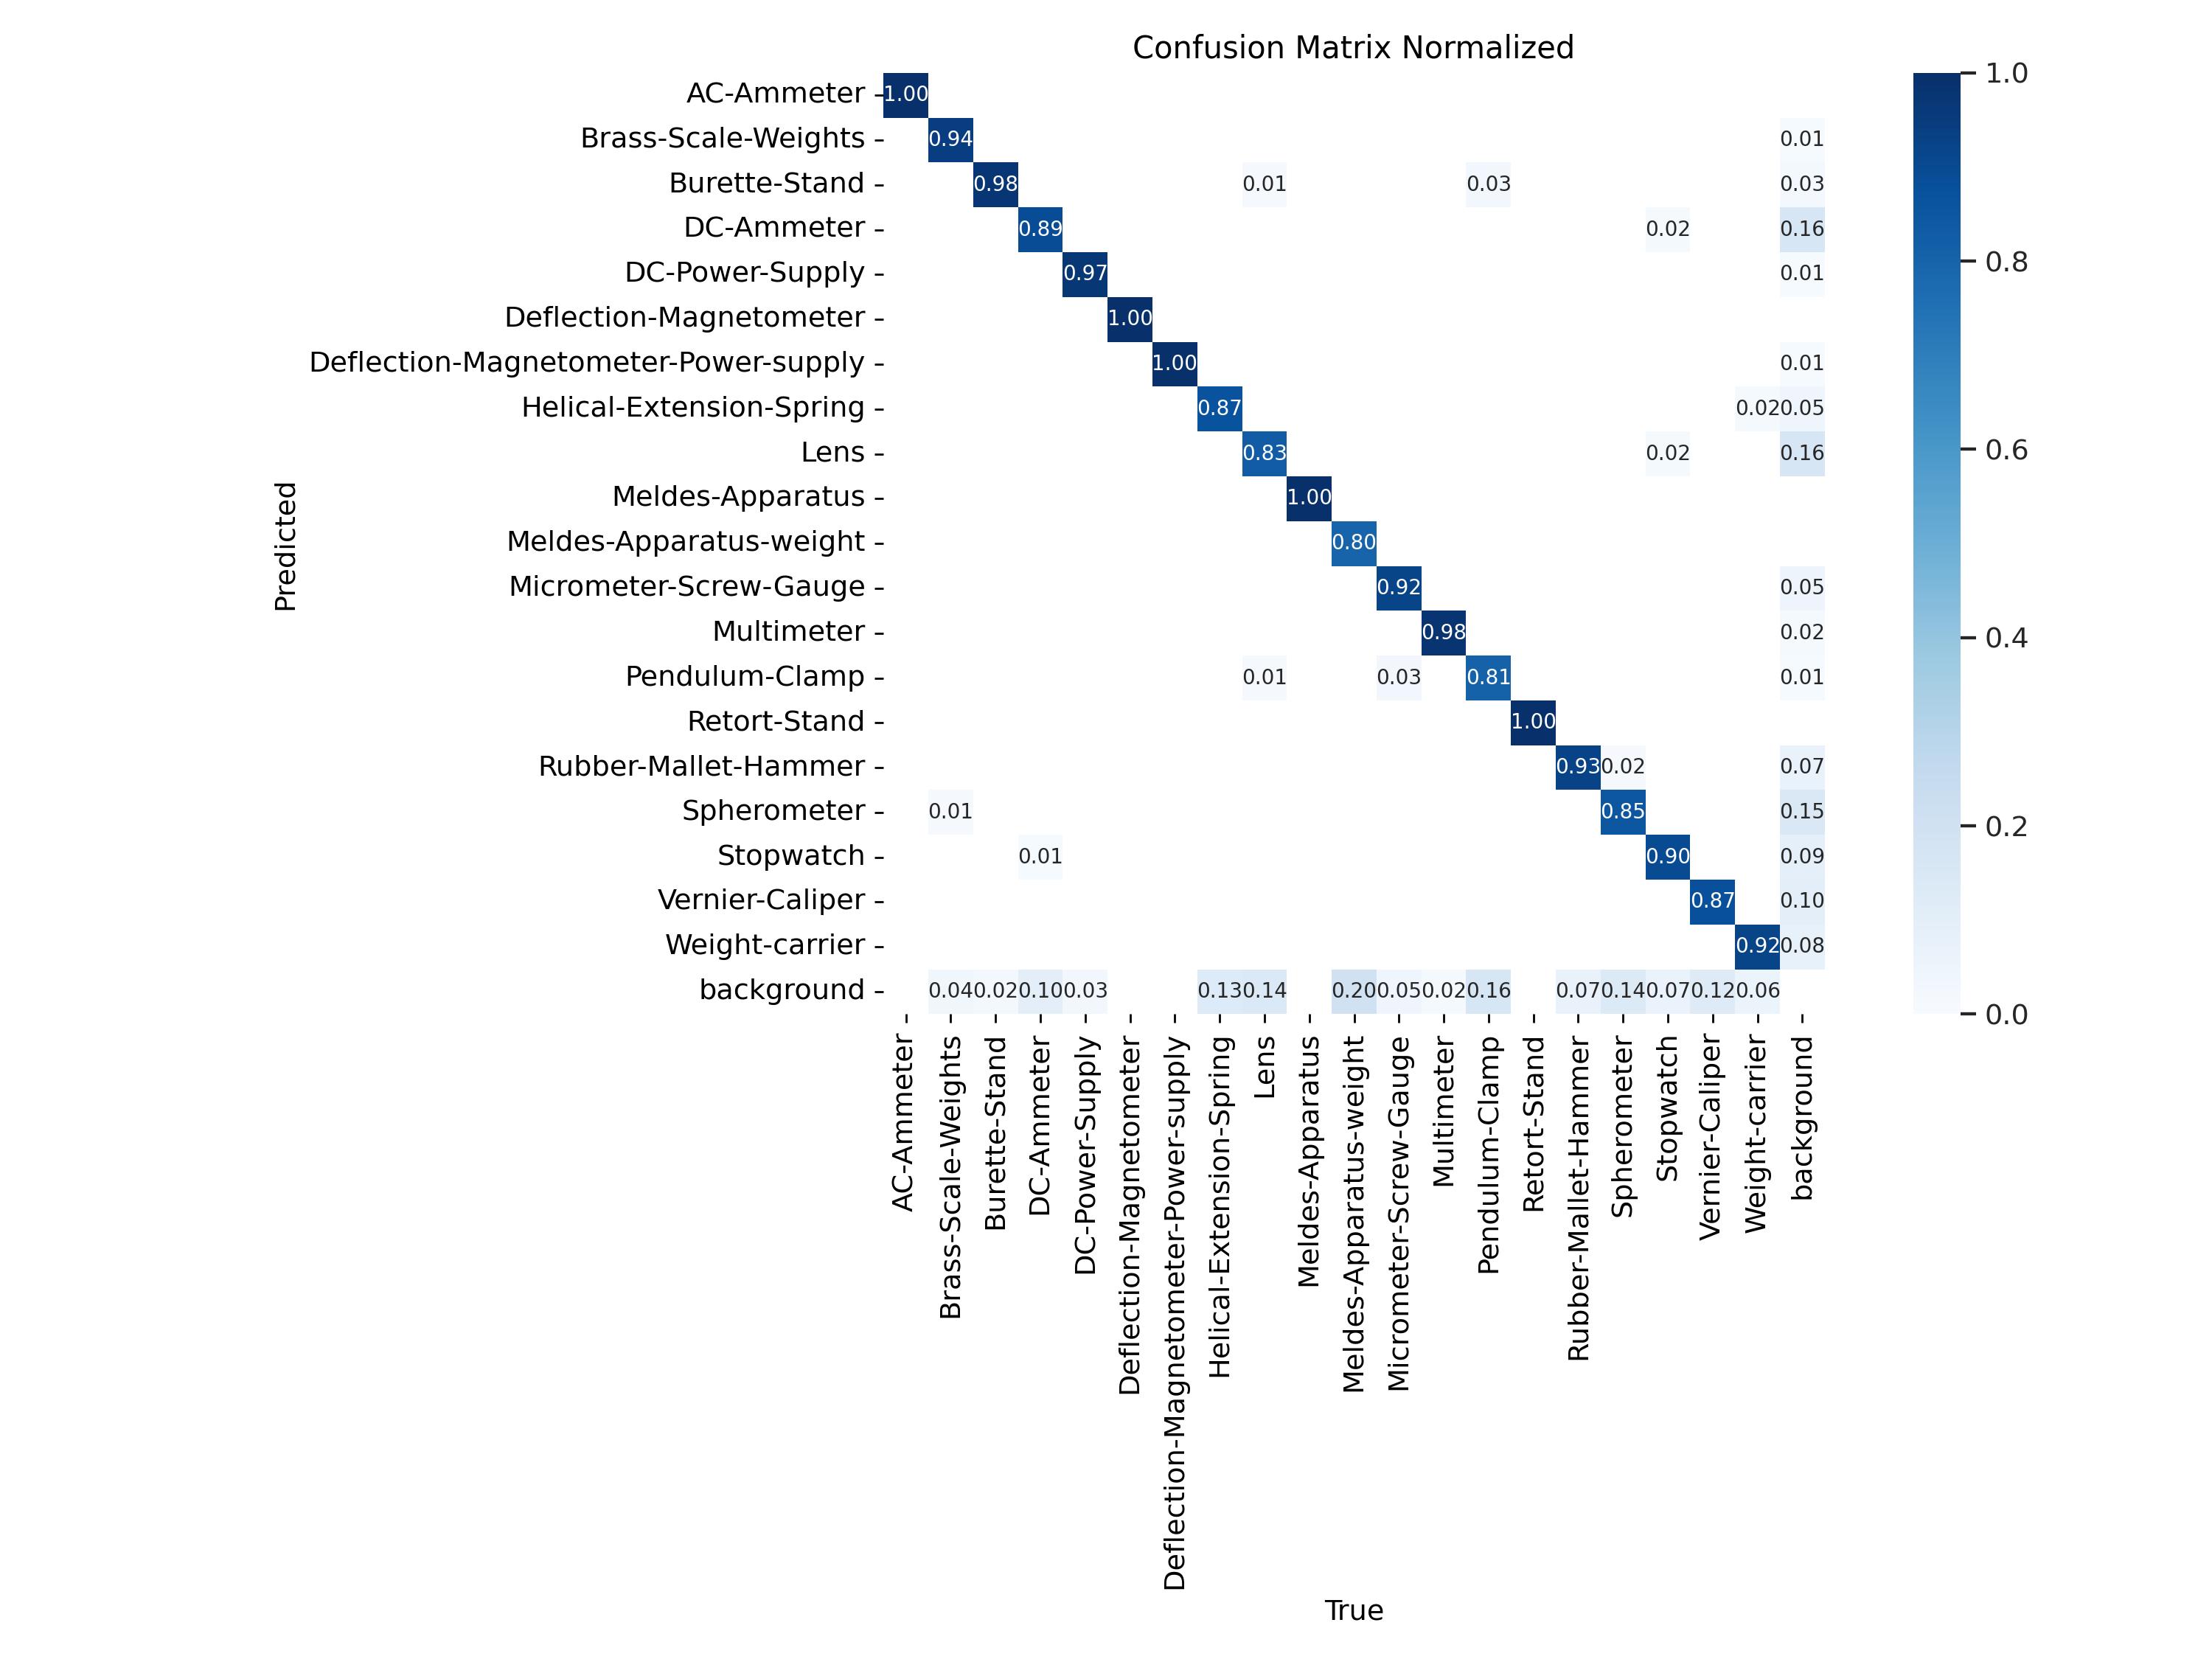 Confusion Matrix Normalized
AC-Ammeter 1.00
Brass-Scale-Weights 0.94 0.01
Burette-Stand 0.98 0.01 0.03 0.03
DC-Ammeter 0.89 0.02 0.16
DC-Power-Supply 0.97 0.01
Deflection-Magnetometer 1.00
Deflection-Magnetometer-Power-supply 1.00 0.01
Helical-Extension-Spring 0.87 0.02 0.05
Lens 0.83 0.02 0.16
Meldes-Apparatus 1.00
Meldes-Apparatus-weight 0.80
Micrometer-Screw-Gauge 0.92 0.05
Multimeter 0.98 0.02
Pendulum-Clamp 0.01 0.03 0.81 0.01
Retort-Stand 1.00
Rubber-Mallet-Hammer 0.93 0.02 0.07
Spherometer 0.01 0.85 0.15
Stopwatch 0.01 0.90 0.09
Vernier-Caliper 0.87 0.10
Weight-carrier 0.92 0.08
background 0.04 0.02 0.10 0.03 0.13 0.14 0.20 0.05 0.02 0.16 0.07 0.14 0.07 0.12 0.06
Predicted
AC-Ammeter
Brass-Scale-Weights
Burette-Stand
DC-Ammeter
DC-Power-Supply
Deflection-Magnetometer
Deflection-Magnetometer-Power-supply
Helical-Extension-Spring
Lens
Meldes-Apparatus
Meldes-Apparatus-weight
Micrometer-Screw-Gauge
Multimeter
Pendulum-Clamp
Retort-Stand
Rubber-Mallet-Hammer
Spherometer
Stopwatch
Vernier-Caliper
Weight-carrier
background
True
1.0
0.8
0.6
0.4
0.2
0.0